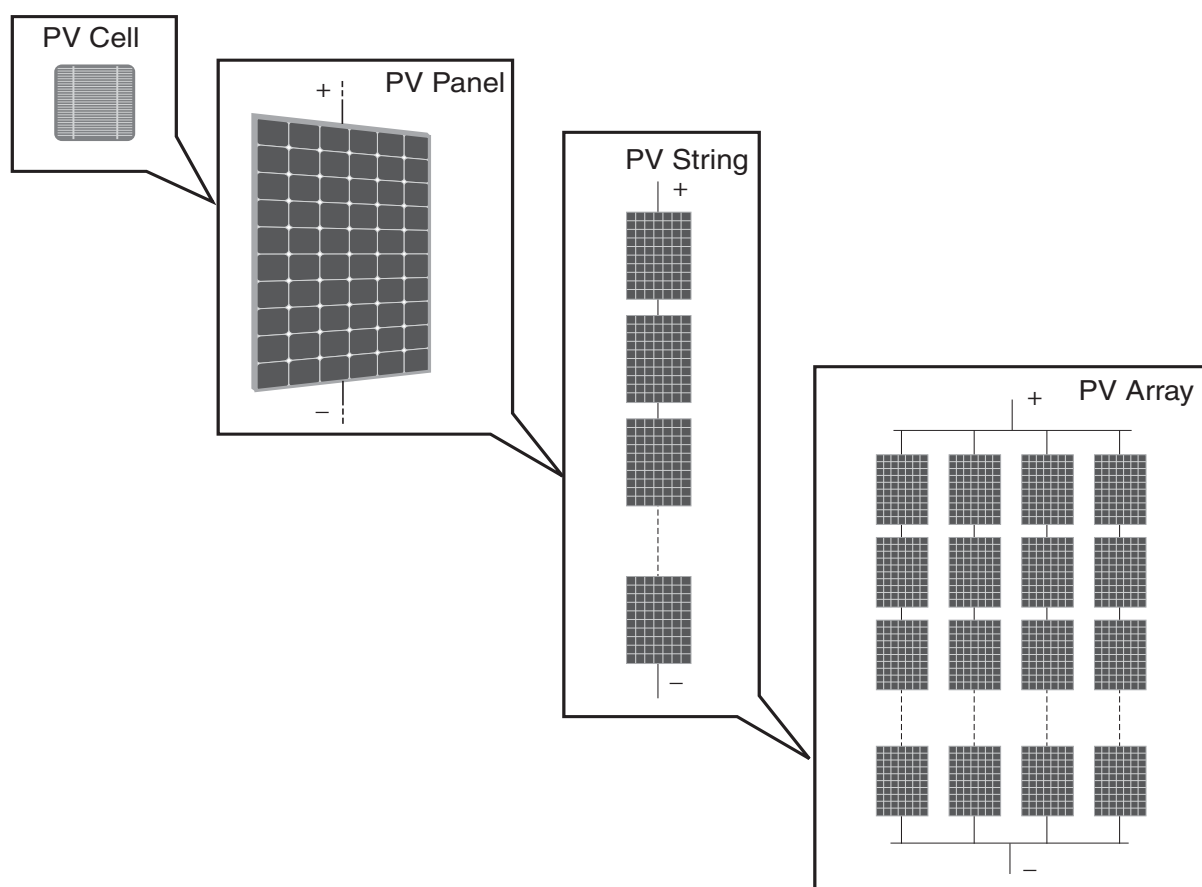 PV Cell
PV Panel
+
–
PV String
+
–
PV Array
+
–